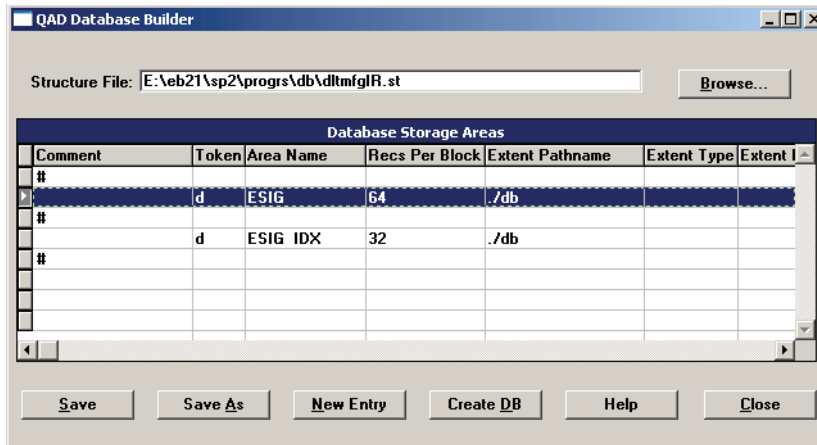 QAD Database Builder
Structure File: E:\eb21\sp2\progrs\db\dltmfglR.st Browse...
Database Storage Areas
Comment Token Area Name Recs Per Block Extent Pathname Extent Type Extent
#
d ESIG 64 ./db
#
d ESIG_IDX 32 ./db
#
Save Save As New Entry Create DB Help Close